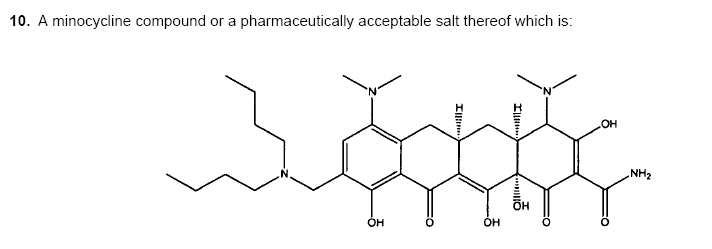 10. A minocycline compound or a pharmaceutically acceptable salt thereof which is:
N N
H H
OH
N NH₂
OH O OH OH O O